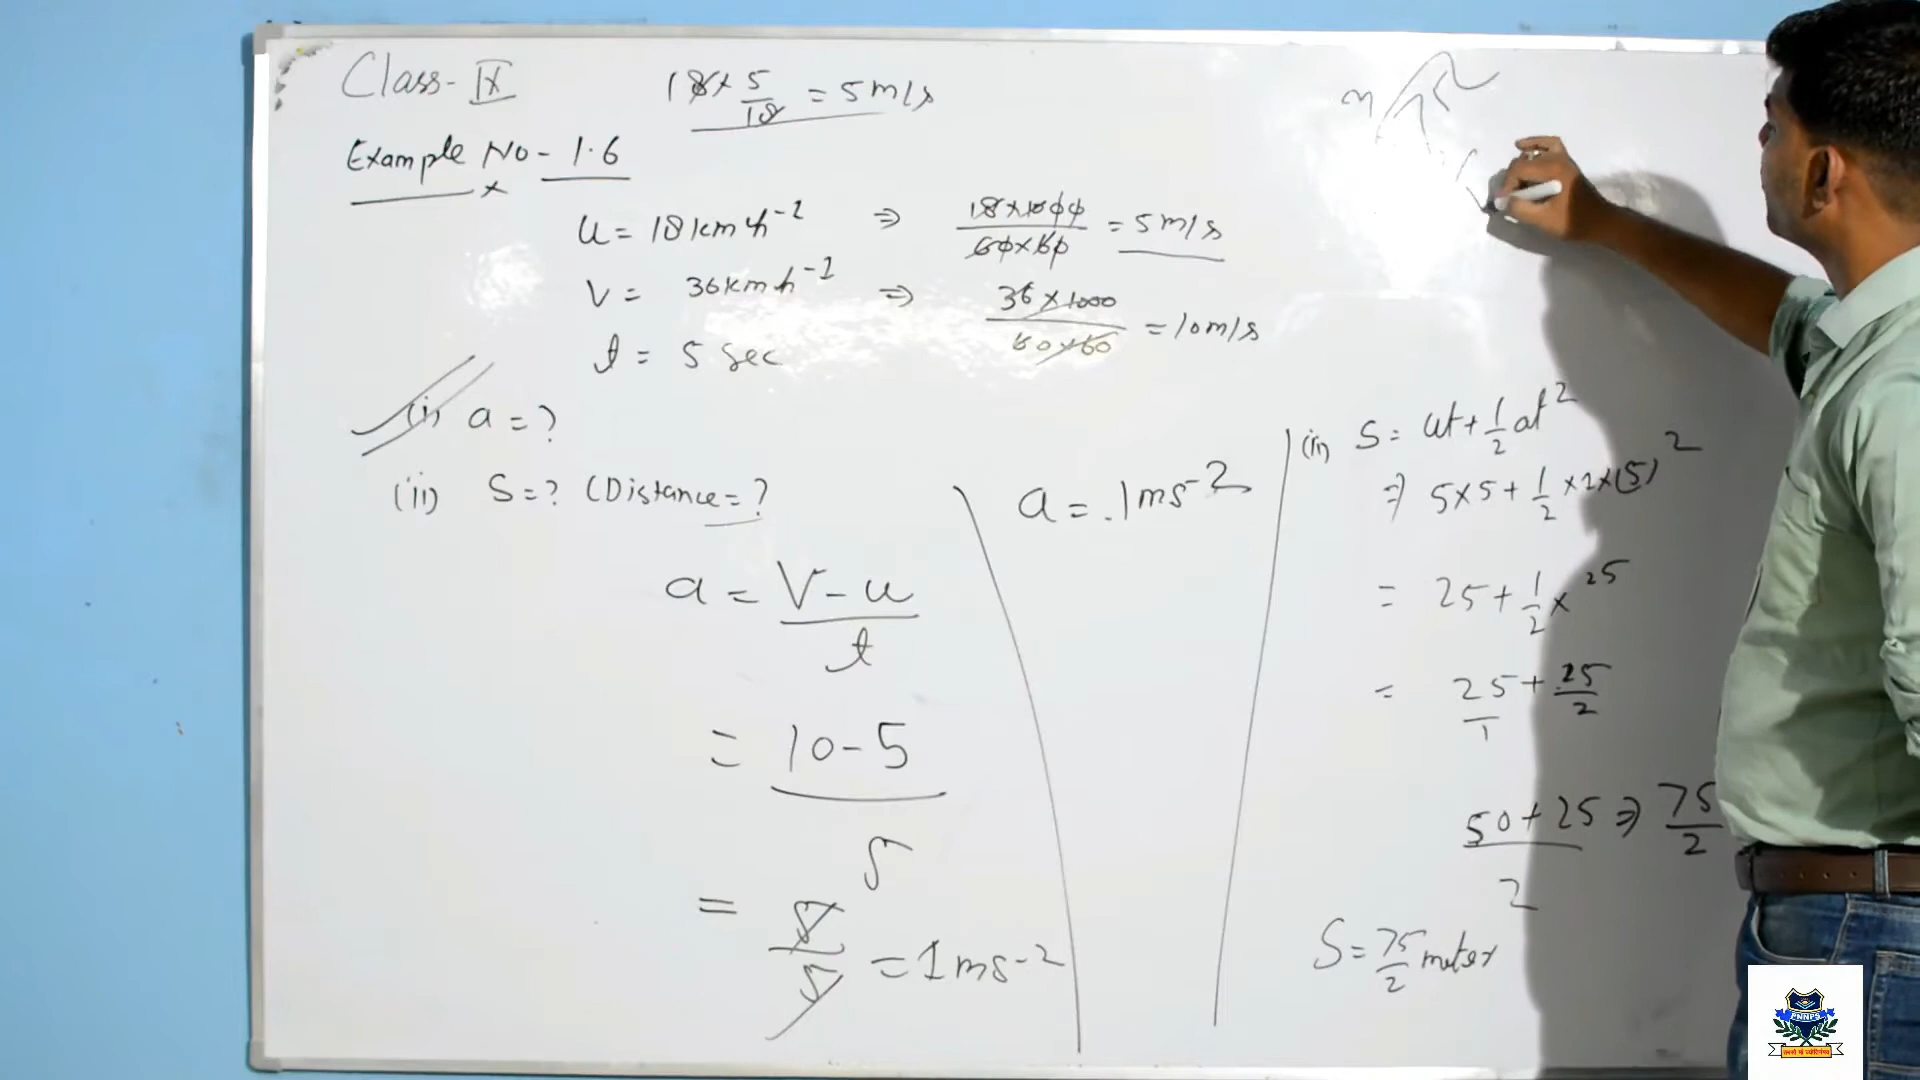 Class-IX
18 × 5/18 = 5 m/s
Example No - 1.6
u = 18 km h⁻¹ ⇒ 18×1000/60×60 = 5 m/s
v = 36 km h⁻¹ ⇒ 36×1000/60×60 = 10 m/s
t = 5 sec
(i) a = ?
(ii) S = ? (Distance = ?
a = V-u/t
= 10-5/5
= 5/5 = 1 ms⁻²
a = 1 ms⁻²
(ii) S = ut + 1/2 at²
⇒ 5×5 + 1/2 ×1×(5)²
= 25 + 1/2 × 25
= 25/1 + 25/2
50+25/2 ⇒ 75/2
S = 75/2 meter
PNNPS